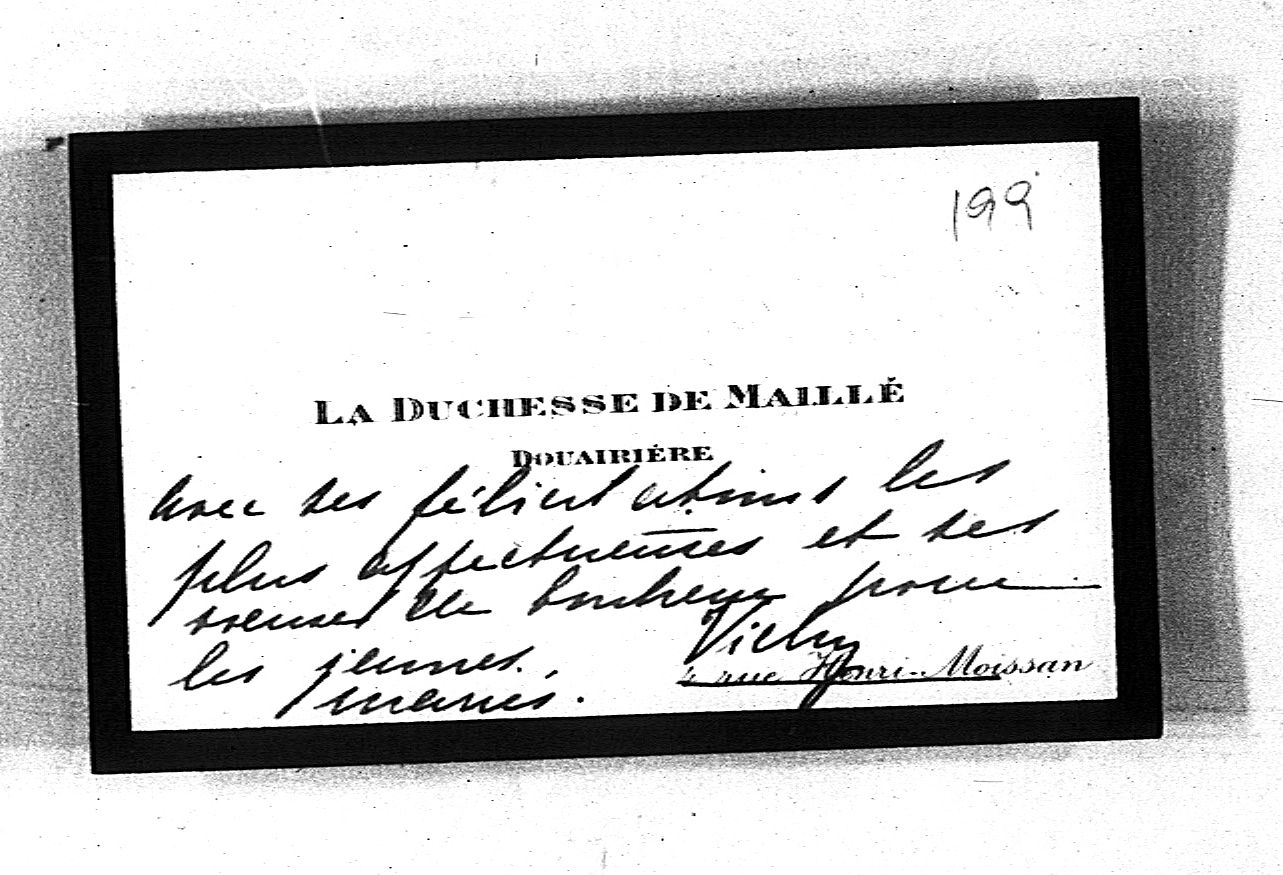 199
LA DUCHESSE DE MAILLÉ
DOUAIRIÈRE
avec ses félicitations les
plus affectueuses et ses
voeux de bonheur pour
les jeunes
mariés.
Vichy
4 rue Henri-Moissan